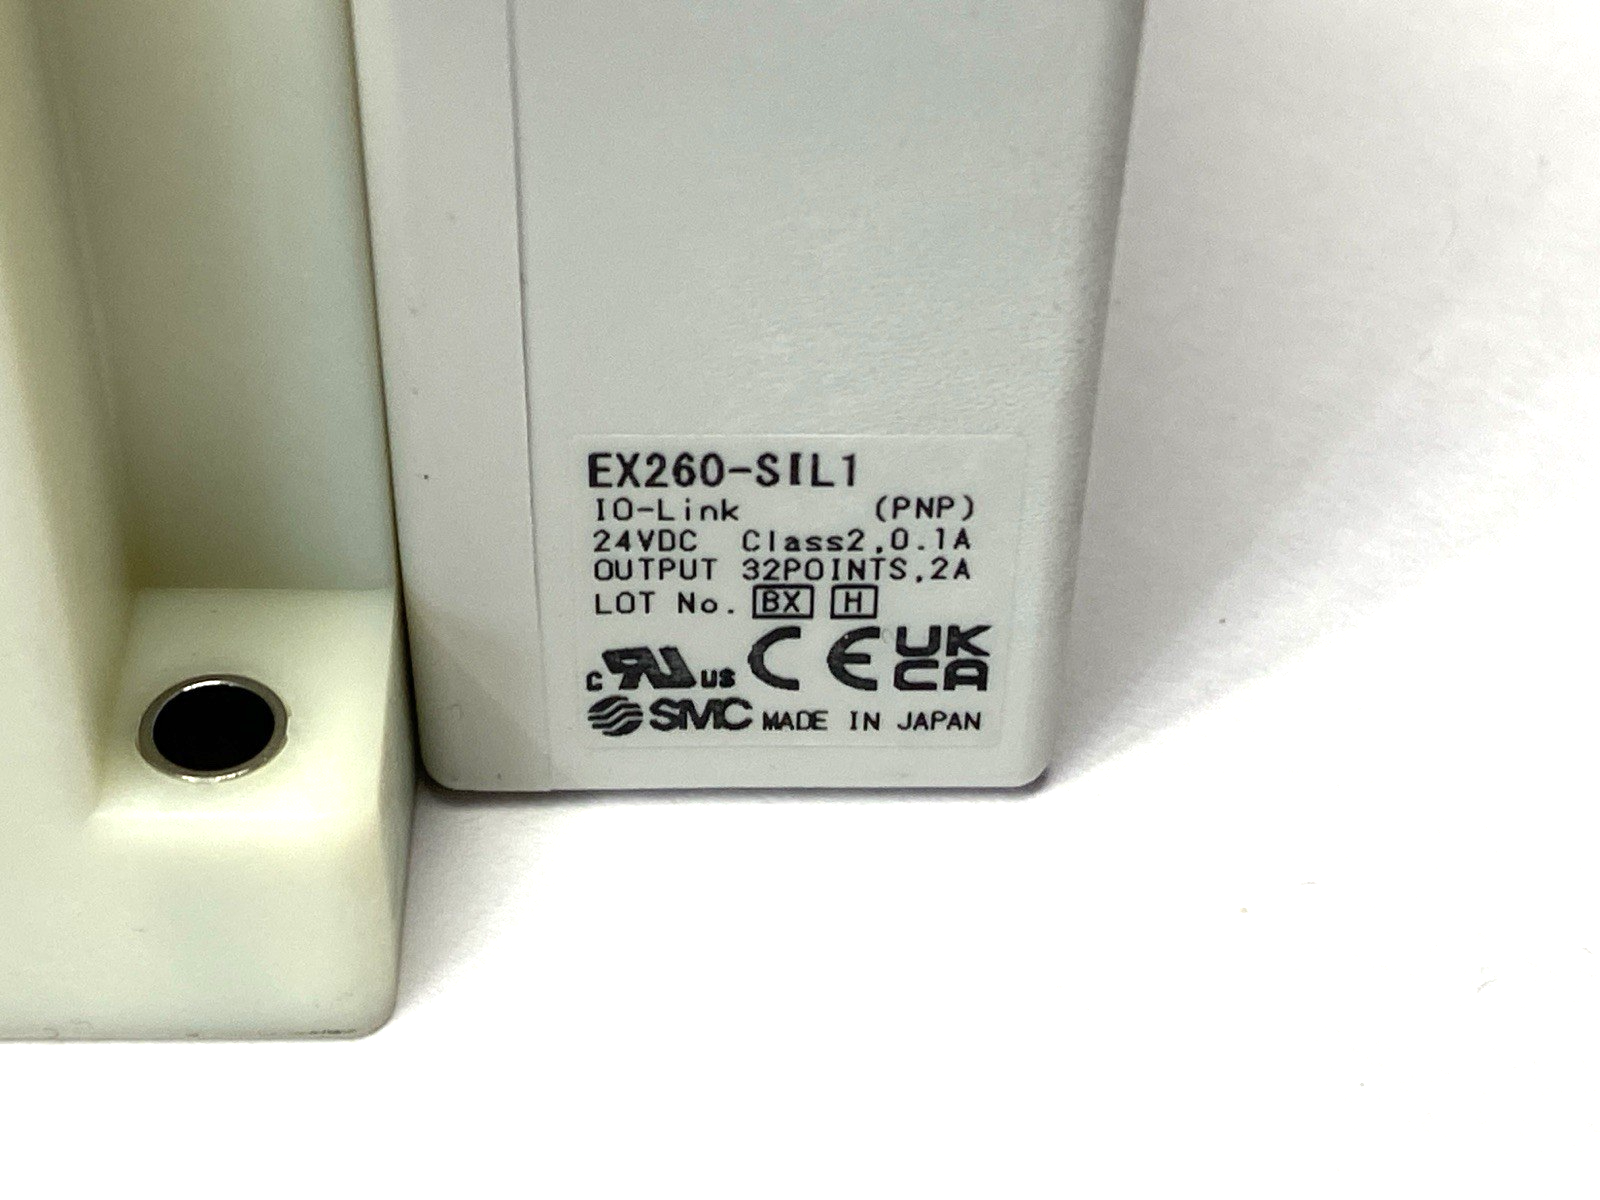 EX260-SIL1
IO-Link (PNP)
24VDC Class2,0.1A
OUTPUT 32POINTS,2A
LOT No. BX H
c RU us CE UK CA
SMC MADE IN JAPAN